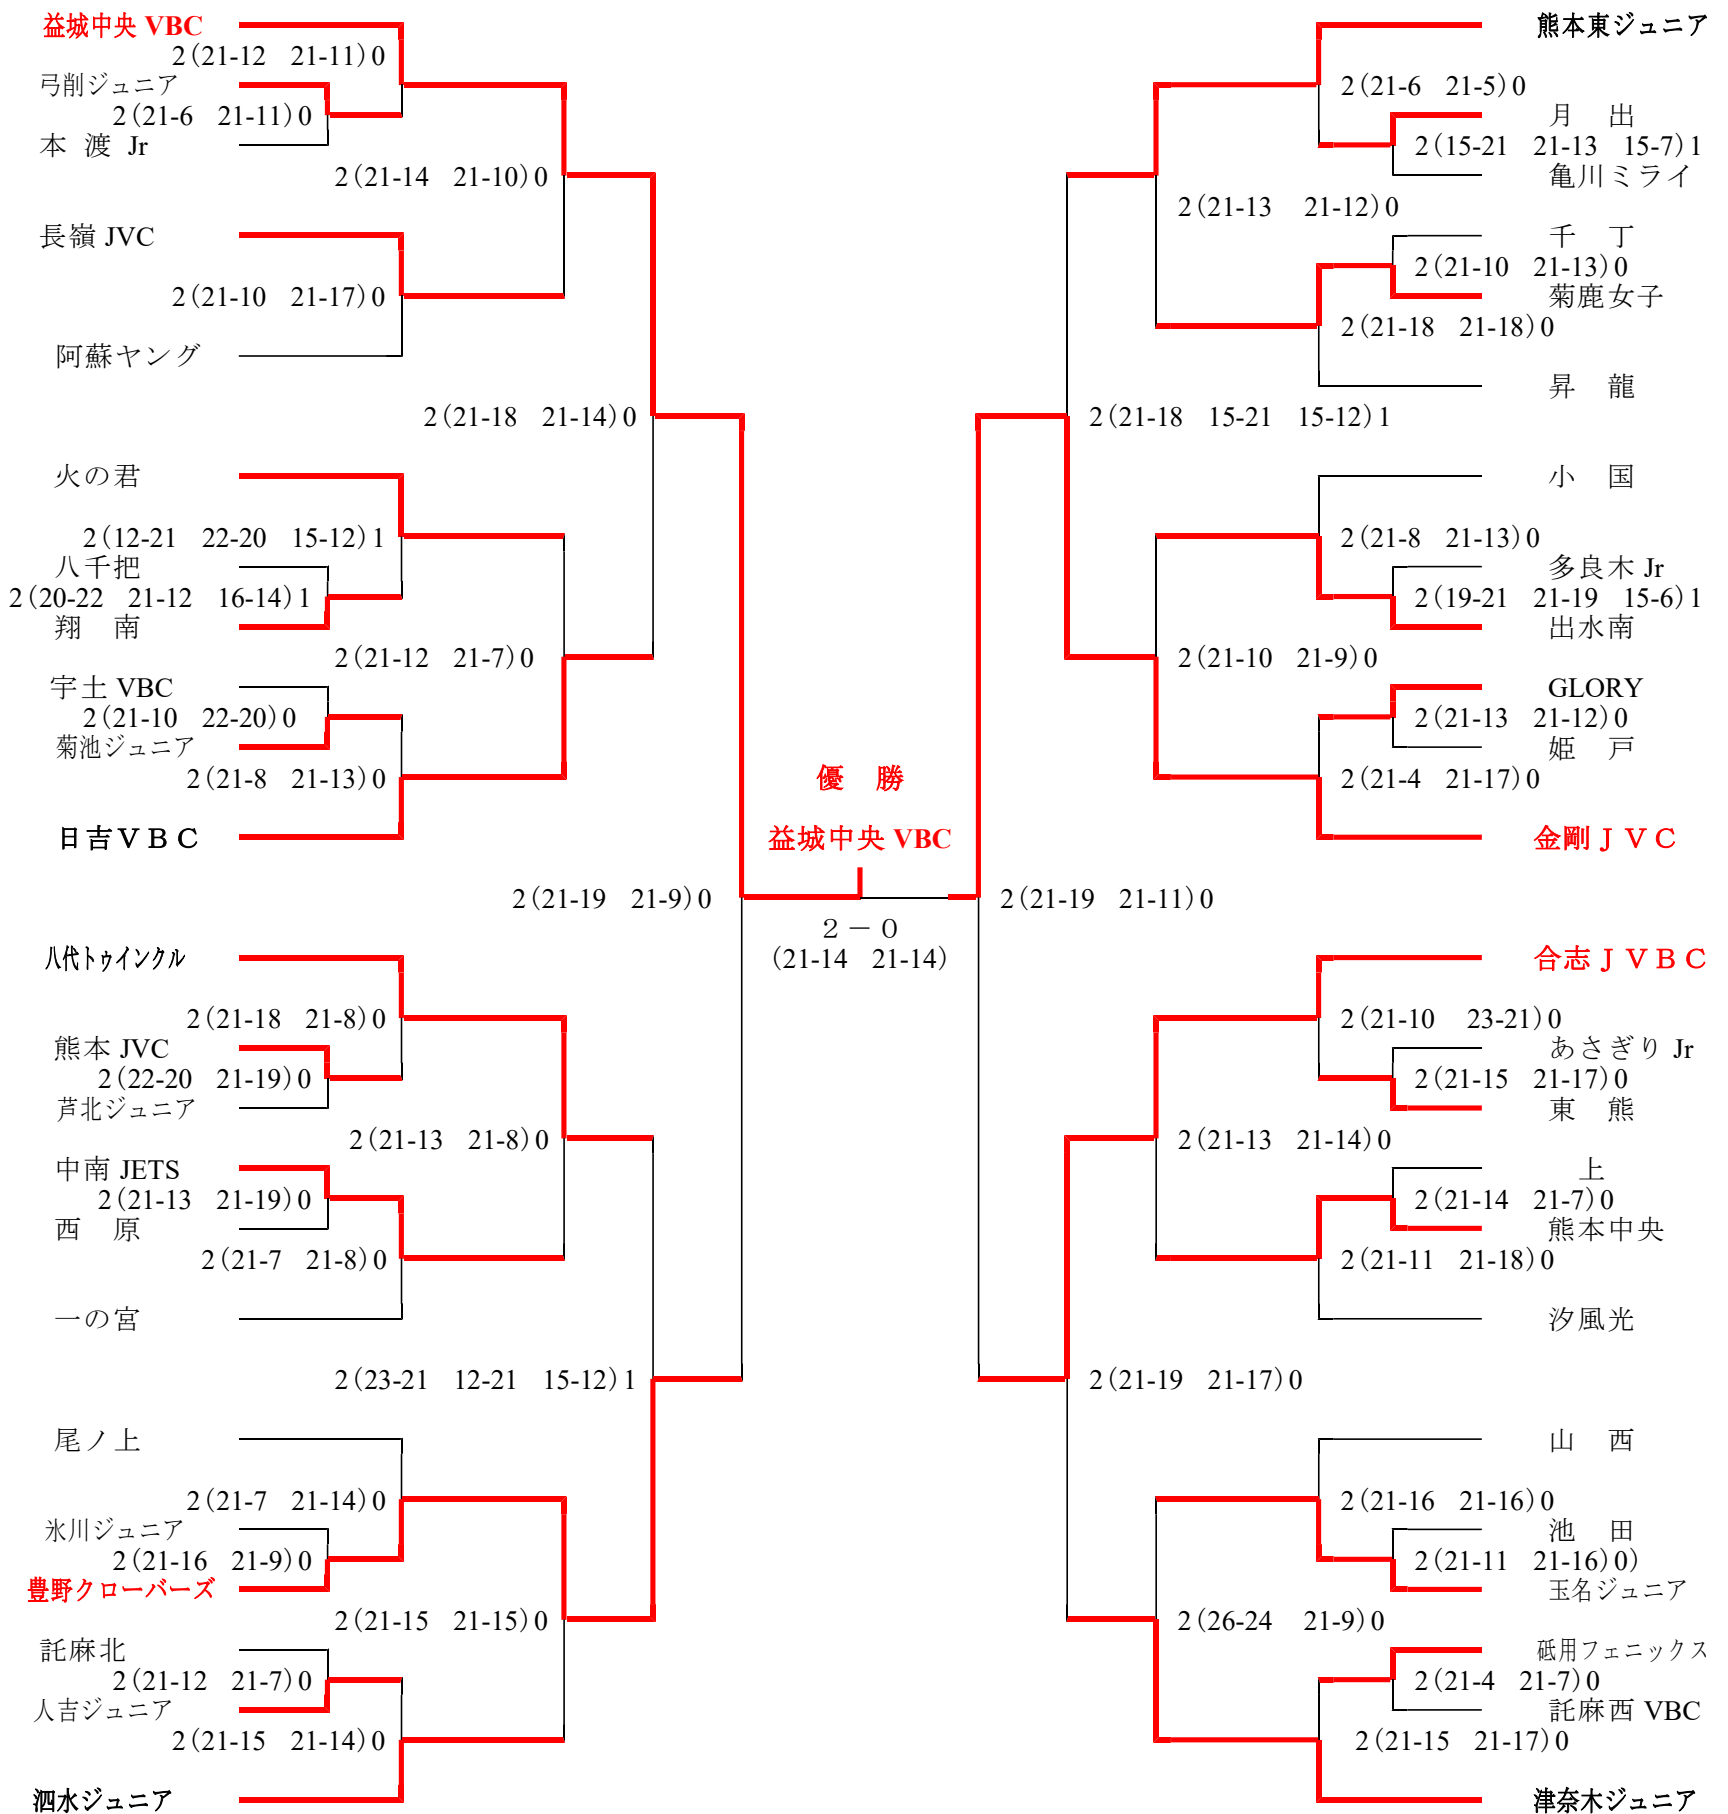 益城中央 VBC
2(21-12 21-11)0
弓削ジュニア
2(21-6 21-11)0
本 渡 Jr
2(21-14 21-10)0
長嶺 JVC
2(21-10 21-17)0
阿蘇ヤング
2(21-18 21-14)0
火の君
2(12-21 22-20 15-12)1
八千把
2(20-22 21-12 16-14)1
翔 南
2(21-12 21-7)0
宇土 VBC
2(21-10 22-20)0
菊池ジュニア
2(21-8 21-13)0
日吉ＶＢＣ
2(21-19 21-9)0
八代トゥインクル
2(21-18 21-8)0
熊本 JVC
2(22-20 21-19)0
芦北ジュニア
2(21-13 21-8)0
中南 JETS
2(21-13 21-19)0
西 原
2(21-7 21-8)0
一の宮
2(23-21 12-21 15-12)1
尾ノ上
2(21-7 21-14)0
氷川ジュニア
2(21-16 21-9)0
豊野クローバーズ
2(21-15 21-15)0
託麻北
2(21-12 21-7)0
人吉ジュニア
2(21-15 21-14)0
泗水ジュニア
優 勝
益城中央 VBC
２－０
(21-14 21-14)
熊本東ジュニア
2(21-6 21-5)0
月 出
2(15-21 21-13 15-7)1
亀川ミライ
2(21-13 21-12)0
千 丁
2(21-10 21-13)0
菊鹿女子
2(21-18 21-18)0
昇 龍
2(21-18 15-21 15-12)1
小 国
2(21-8 21-13)0
多良木 Jr
2(19-21 21-19 15-6)1
出水南
2(21-10 21-9)0
GLORY
2(21-13 21-12)0
姫 戸
2(21-4 21-17)0
金剛ＪＶＣ
2(21-19 21-11)0
合志ＪＶＢＣ
2(21-10 23-21)0
あさぎり Jr
2(21-15 21-17)0
東 熊
2(21-13 21-14)0
上
2(21-14 21-7)0
熊本中央
2(21-11 21-18)0
汐風光
2(21-19 21-17)0
山 西
2(21-16 21-16)0
池 田
2(21-11 21-16)0)
玉名ジュニア
2(26-24 21-9)0
砥用フェニックス
2(21-4 21-7)0
託麻西 VBC
2(21-15 21-17)0
津奈木ジュニア